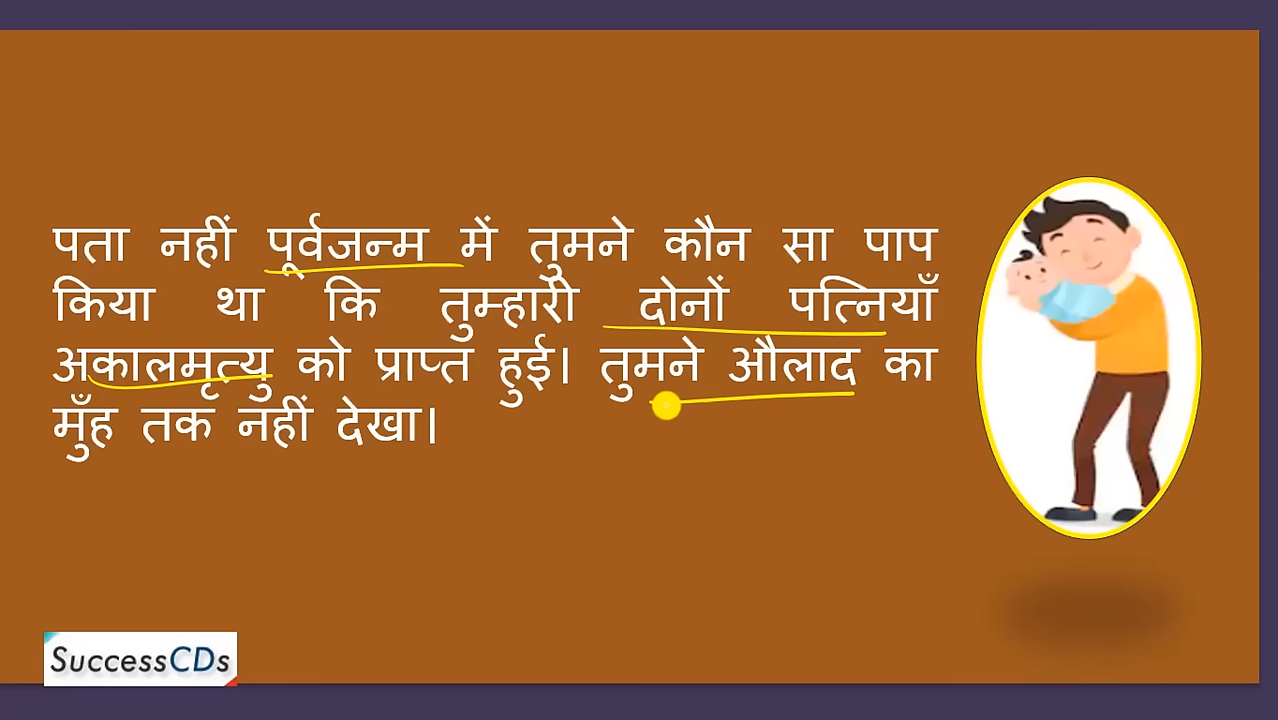 पता नहीं पूर्वजन्म में तुमने कौन सा पाप
किया था कि तुम्हारी दोनों पत्नियाँ
अकालमृत्यु को प्राप्त हुई। तुमने औलाद का
मुँह तक नहीं देखा।
SuccessCDs